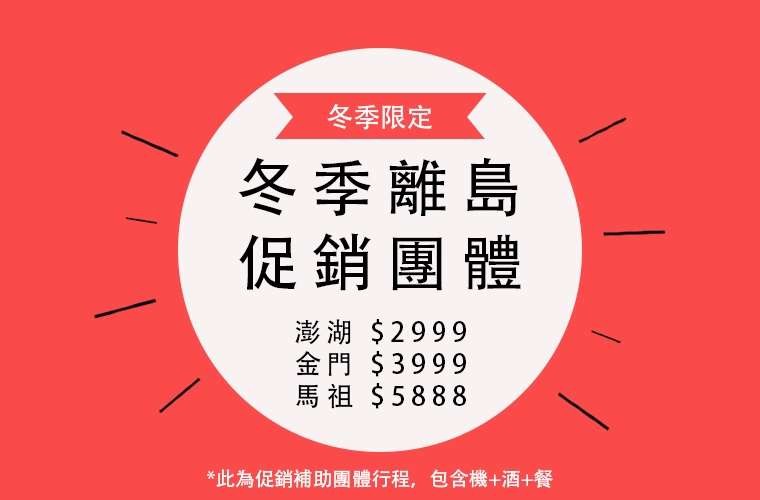 冬季限定
冬季離島
促銷團體
澎湖 $2999
金門 $3999
馬祖 $5888
*此為促銷補助團體行程，包含機+酒+餐